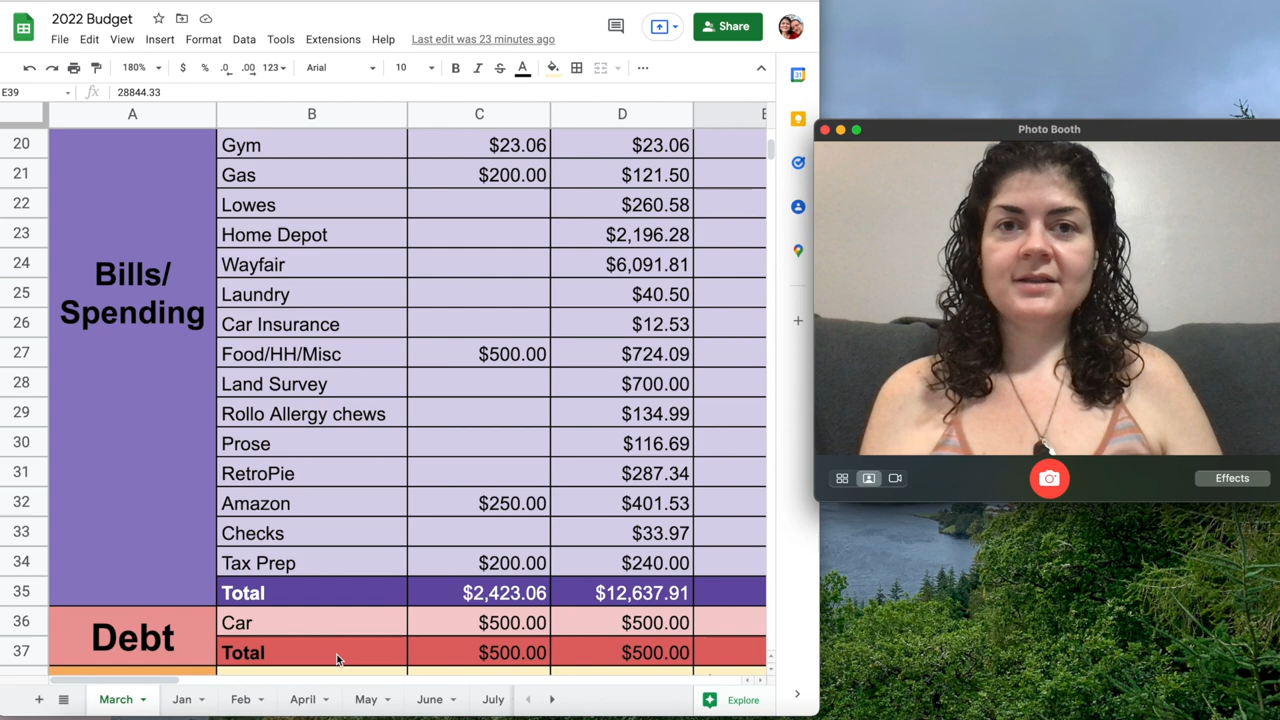 2022 Budget
File Edit View Insert Format Data Tools Extensions Help Last edit was 23 minutes ago
Share
180% $ % .0 .00 123 Arial 10 B I S A
E39 fx 28844.33
A B C D E
20 Gym $23.06 $23.06
21 Gas $200.00 $121.50
22 Lowes $260.58
23 Home Depot $2,196.28
24 Wayfair $6,091.81
25 Laundry $40.50
26 Car Insurance $12.53
27 Food/HH/Misc $500.00 $724.09
28 Land Survey $700.00
29 Rollo Allergy chews $134.99
30 Prose $116.69
31 RetroPie $287.34
32 Amazon $250.00 $401.53
33 Checks $33.97
34 Tax Prep $200.00 $240.00
35 Total $2,423.06 $12,637.91
36 Car $500.00 $500.00
37 Total $500.00 $500.00
Bills/
Spending
Debt
March Jan Feb April May June July
Explore
31
Photo Booth
Effects